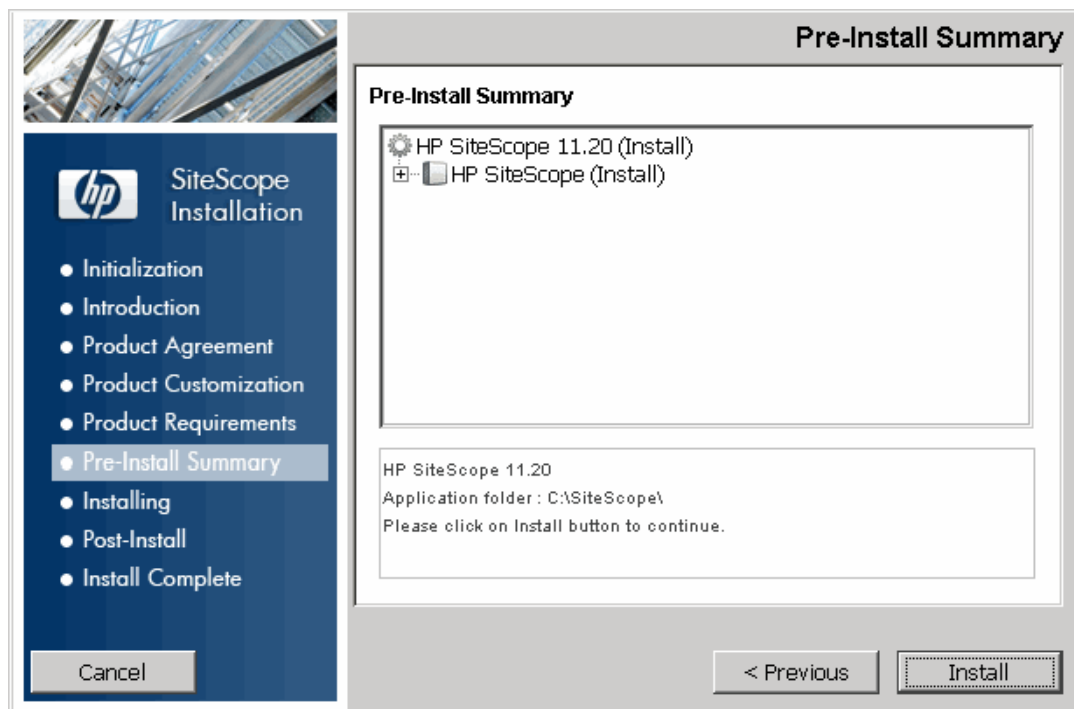 Pre-Install Summary
hp
SiteScope
Installation
Initialization
Introduction
Product Agreement
Product Customization
Product Requirements
Pre-Install Summary
Installing
Post-Install
Install Complete
Cancel
Pre-Install Summary
HP SiteScope 11.20 (Install)
HP SiteScope (Install)
HP SiteScope 11.20
Application folder : C:\SiteScope\
Please click on Install button to continue.
< Previous
Install